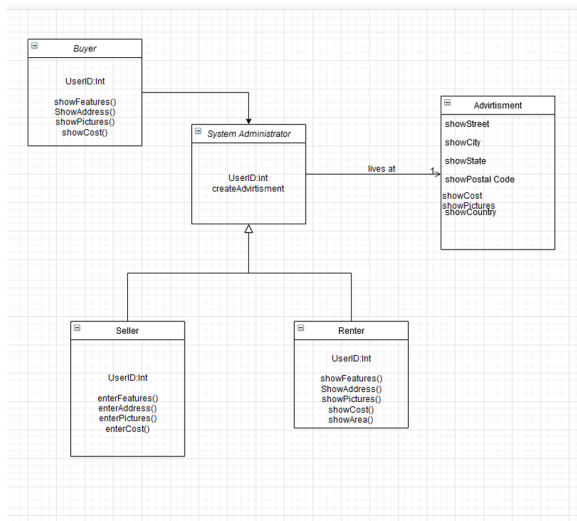 Buyer
UserID:Int
showFeatures()
ShowAddress()
showPictures()
showCost()
System Administrator
UserID:int
createAdvirtisment
lives at
1
Advirtisment
showStreet
showCity
showState
showPostal Code
showCost
showPictures
showCountry
Seller
UserID:Int
enterFeatures()
enterAddress()
enterPictures()
enterCost()
Renter
UserID:Int
showFeatures()
ShowAddress()
showPictures()
showCost()
showArea()